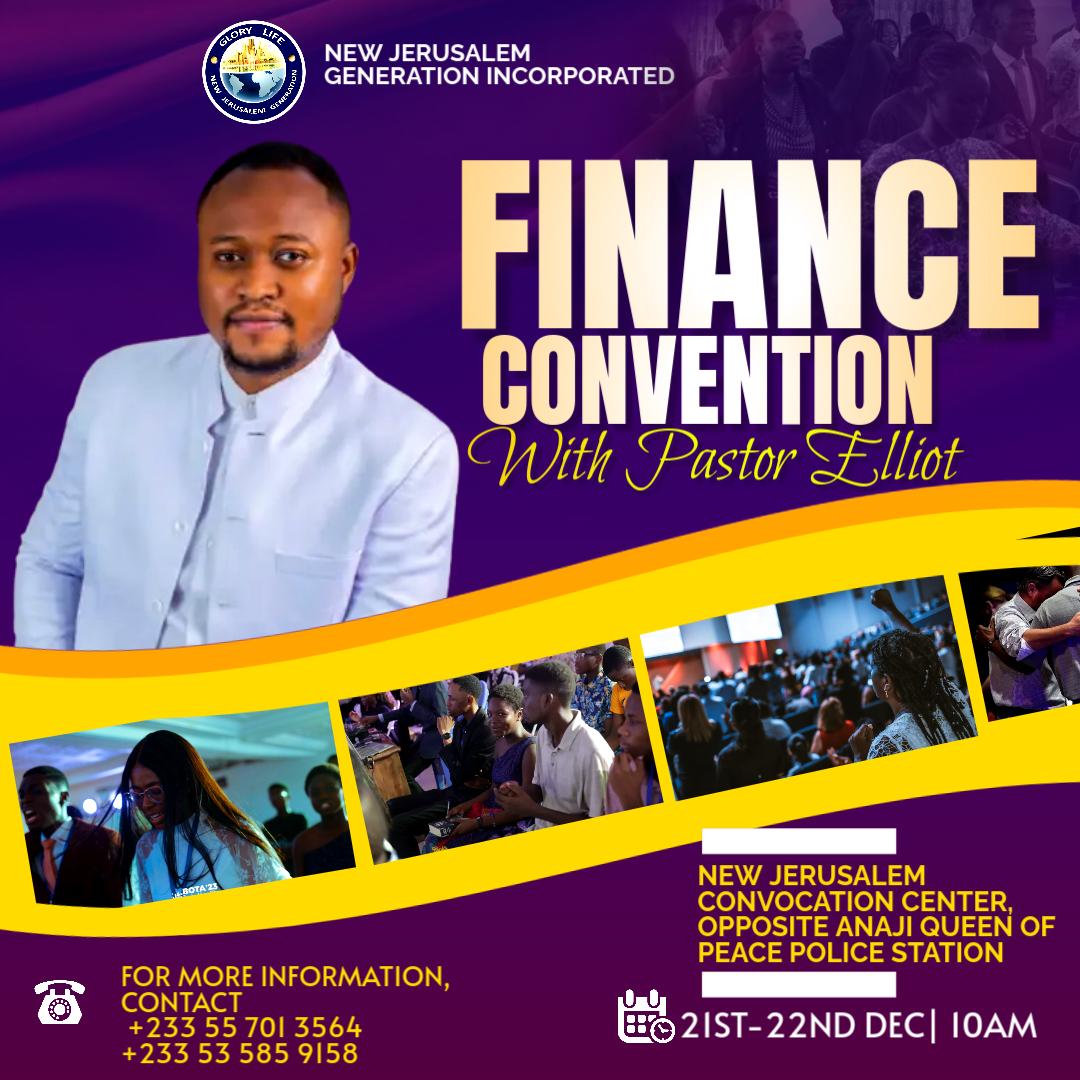 GLORY LIFE
NEW JERUSALEM GENERATION
NEW JERUSALEM
GENERATION INCORPORATED
FINANCE
CONVENTION
With Pastor Elliot
BOTA'23
NEW JERUSALEM
CONVOCATION CENTER,
OPPOSITE ANAJI QUEEN OF
PEACE POLICE STATION
FOR MORE INFORMATION,
CONTACT
+233 55 701 3564
+233 53 585 9158
21ST-22ND DEC| 10AM